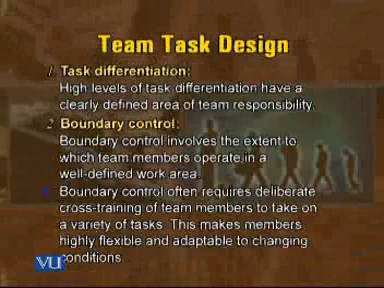 Team Task Design
1 Task differentiation:
High levels of task differentiation have a
clearly defined area of team responsibility.
2 Boundary control:
Boundary control involves the extent to
which team members operate in a
well-defined work area.
Boundary control often requires deliberate
cross-training of team members to take on
a variety of tasks. This makes members
highly flexible and adaptable to changing
conditions
VU